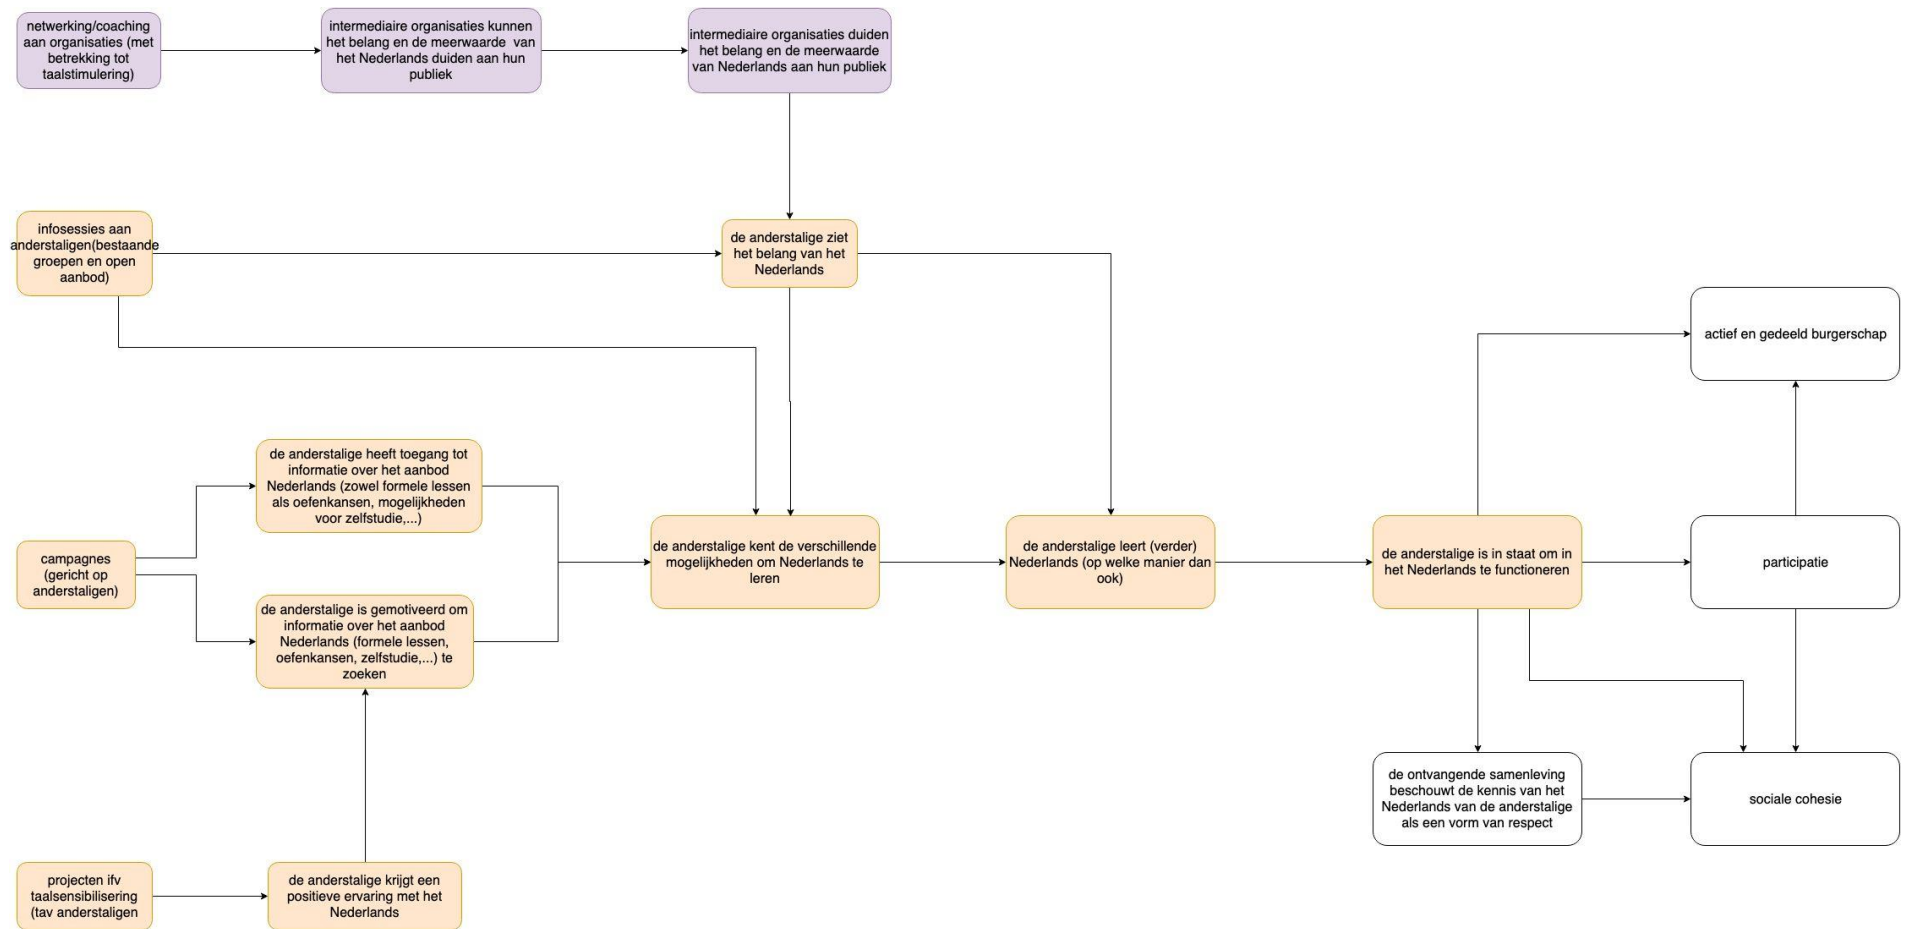 netwerking/coaching
aan organisaties (met
betrekking tot
taalstimulering)
intermediaire organisaties kunnen
het belang en de meerwaarde van
het Nederlands duiden aan hun
publiek
intermediaire organisaties duiden
het belang en de meerwaarde
van Nederlands aan hun publiek
infosessies aan
anderstaligen(bestaande
groepen en open
aanbod)
de anderstalige ziet
het belang van het
Nederlands
actief en gedeeld burgerschap
de anderstalige heeft toegang tot
informatie over het aanbod
Nederlands (zowel formele lessen
als oefenkansen, mogelijkheden
voor zelfstudie,...)
campagnes
(gericht op
anderstaligen)
de anderstalige is gemotiveerd om
informatie over het aanbod
Nederlands (formele lessen,
oefenkansen, zelfstudie,...) te
zoeken
de anderstalige kent de verschillende
mogelijkheden om Nederlands te
leren
de anderstalige leert (verder)
Nederlands (op welke manier dan
ook)
de anderstalige is in staat om in
het Nederlands te functioneren
participatie
de ontvangende samenleving
beschouwt de kennis van het
Nederlands van de anderstalige
als een vorm van respect
sociale cohesie
projecten ifv
taalsensibilisering
(tav anderstaligen
de anderstalige krijgt een
positieve ervaring met het
Nederlands